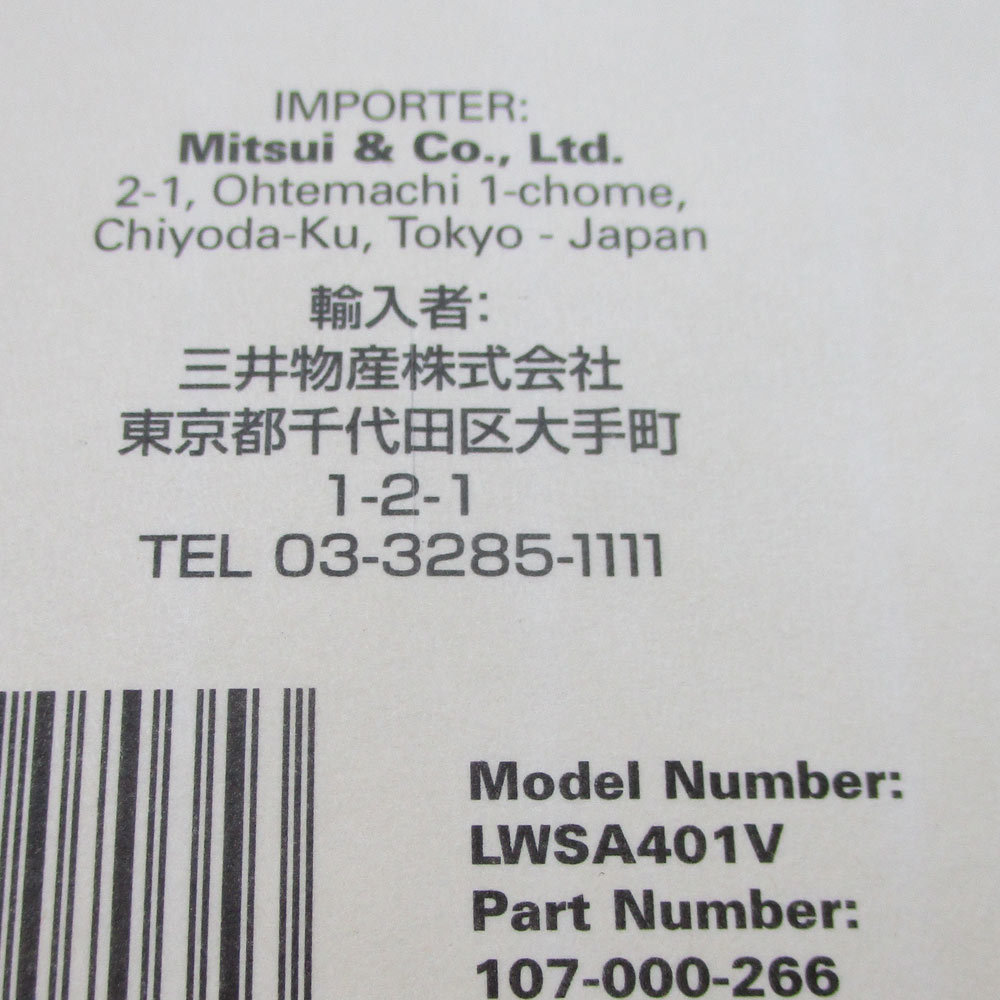 IMPORTER:
Mitsui & Co., Ltd.
2-1, Ohtemachi 1-chome,
Chiyoda-Ku, Tokyo - Japan
輸入者:
三井物産株式会社
東京都千代田区大手町
1-2-1
TEL 03-3285-1111
Model Number:
LWSA401V
Part Number:
107-000-266